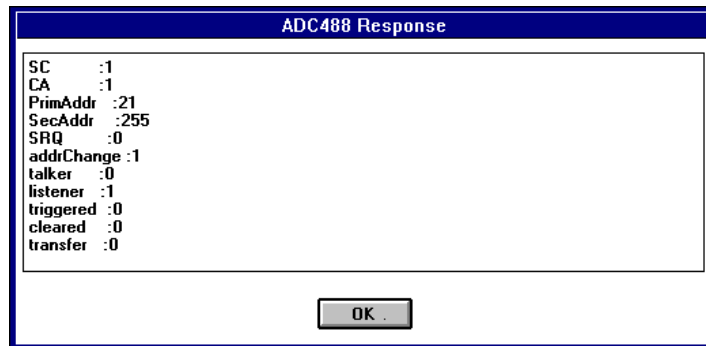 ADC488 Response
SC :1
CA :1
PrimAddr :21
SecAddr :255
SRQ :0
addrChange :1
talker :0
listener :1
triggered :0
cleared :0
transfer :0
OK .